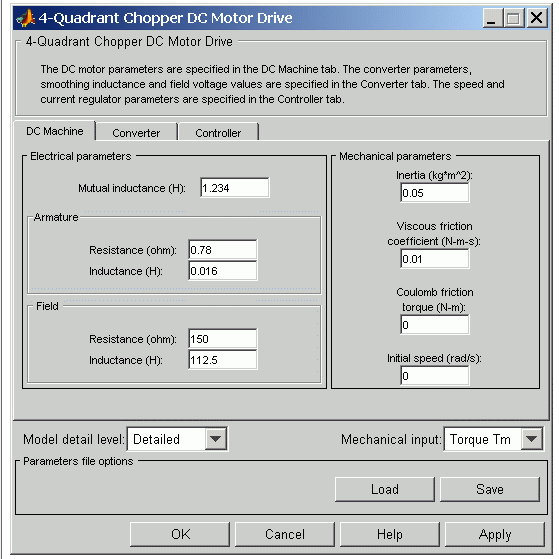 4-Quadrant Chopper DC Motor Drive
4-Quadrant Chopper DC Motor Drive
The DC motor parameters are specified in the DC Machine tab. The converter parameters,
smoothing inductance and field voltage values are specified in the Converter tab. The speed and
current regulator parameters are specified in the Controller tab.
DC Machine Converter Controller
Electrical parameters
Mutual inductance (H): 1.234
Armature
Resistance (ohm): 0.78
Inductance (H): 0.016
Field
Resistance (ohm): 150
Inductance (H): 112.5
Mechanical parameters
Inertia (kg*m^2):
0.05
Viscous friction
coefficient (N-m-s):
0.01
Coulomb friction
torque (N-m):
0
Initial speed (rad/s):
0
Model detail level: Detailed Mechanical input: Torque Tm
Parameters file options
Load Save
OK Cancel Help Apply